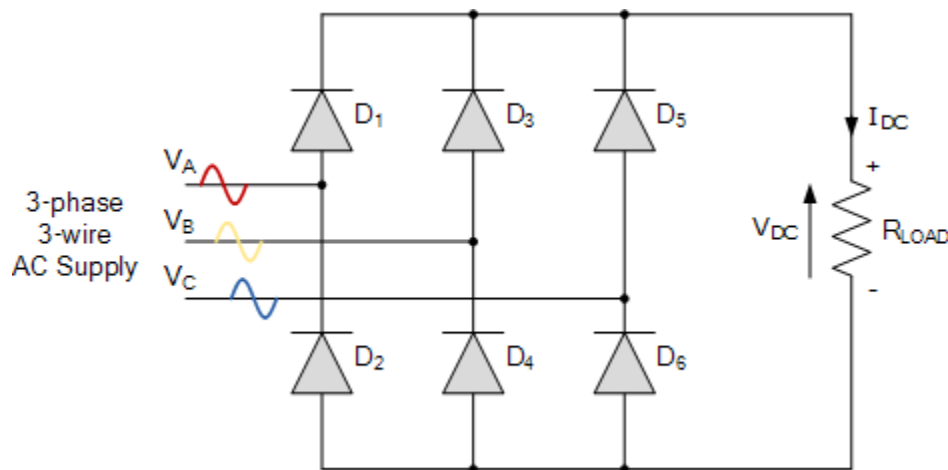 D1
D3
D5
IDC
VA
+
3-phase
3-wire
AC Supply
VB
VDC
RLOAD
VC
-
D2
D4
D6